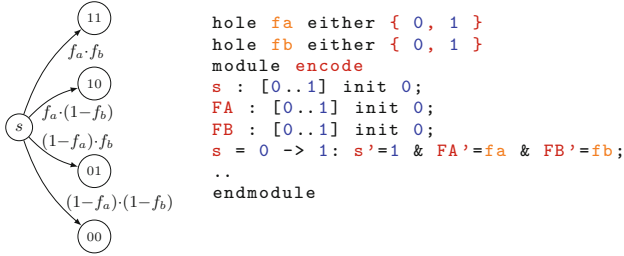 11
f_a·f_b
10
f_a·(1−f_b)
s
(1−f_a)·f_b
01
(1−f_a)·(1−f_b)
00
hole fa either { 0, 1 }
hole fb either { 0, 1 }
module encode
s : [0..1] init 0;
FA : [0..1] init 0;
FB : [0..1] init 0;
s = 0 -> 1: s'=1 & FA'=fa & FB'=fb;
..
endmodule